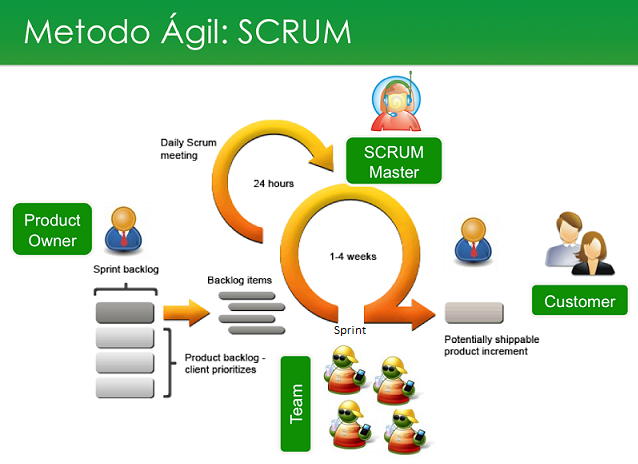 Metodo Ágil: SCRUM
Daily Scrum
meeting
24 hours
SCRUM
Master
Product
Owner
Sprint backlog
Backlog items
1-4 weeks
Customer
Sprint
Potentially shippable
product increment
Product backlog -
client prioritizes
Team